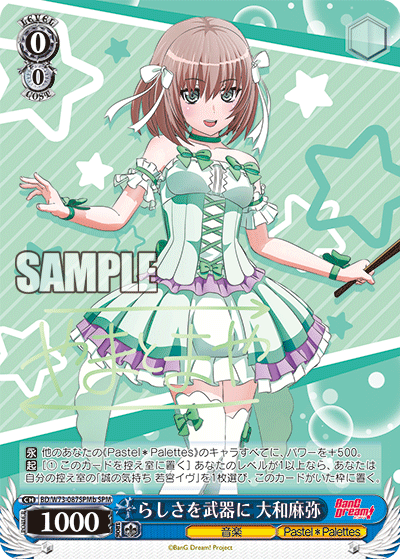 LEVEL
0
0
COST
SAMPLE
やまとまや
永 他のあなたの《Pastel＊Palettes》のキャラすべてに、パワーを＋500。
起 [① このカードを控え室に置く] あなたのレベルが1以上なら、あなたは
自分の控え室の「誠の気持ち 若宮イヴ」を1枚選び、このカードがいた枠に置く。
CH BD/W73-087SPMb SPM
1000
らしさを武器に 大和麻弥
BanG Dream!
音楽
Pastel＊Palettes
©BanG Dream! Project